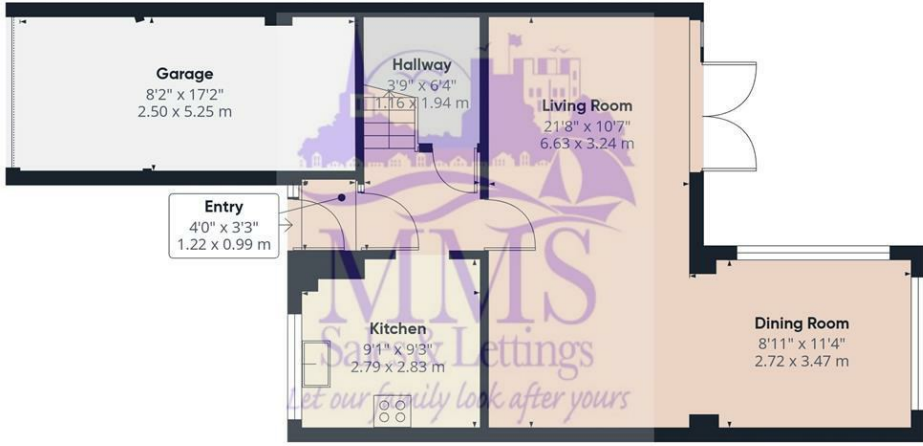 Garage
8'2" x 17'2"
2.50 x 5.25 m
Hallway
3'9" x 6'4"
1.16 x 1.94 m
Living Room
21'8" x 10'7"
6.63 x 3.24 m
Entry
4'0" x 3'3"
1.22 x 0.99 m
MMS
Sales & Lettings
Let our family look after yours
Kitchen
9'1" x 9'3"
2.79 x 2.83 m
Dining Room
8'11" x 11'4"
2.72 x 3.47 m